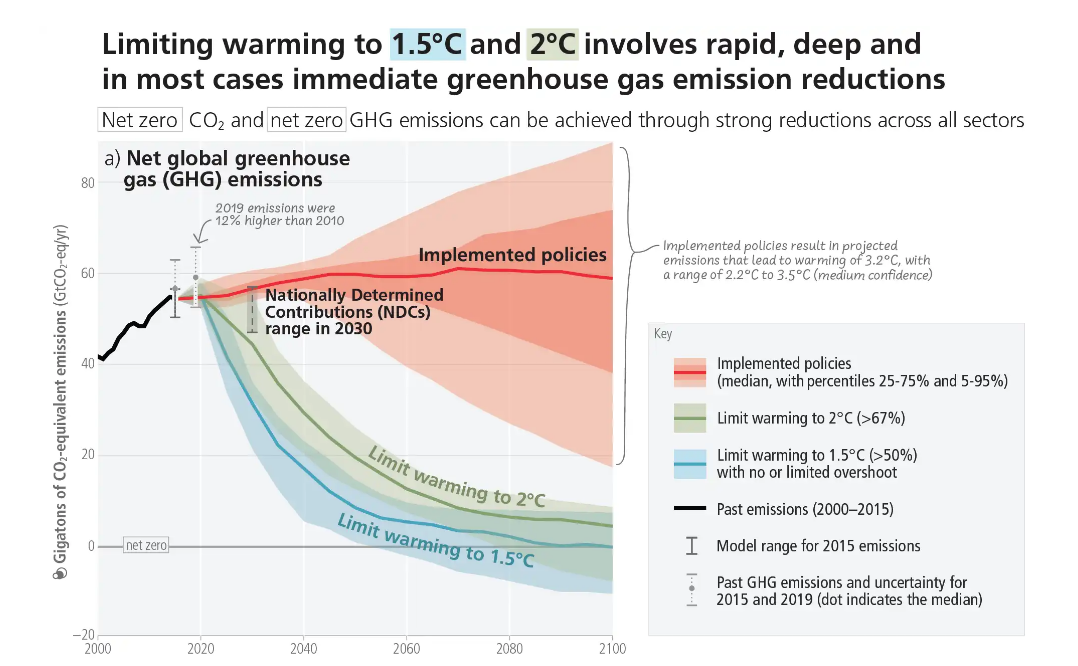 Limiting warming to 1.5°C and 2°C involves rapid, deep and
in most cases immediate greenhouse gas emission reductions
Net zero CO₂ and net zero GHG emissions can be achieved through strong reductions across all sectors
a) Net global greenhouse
gas (GHG) emissions
Gigatons of CO₂-equivalent emissions (GtCO₂-eq/yr)
80
60
40
20
0
−20
2019 emissions were
12% higher than 2010
Implemented policies
Nationally Determined
Contributions (NDCs)
range in 2030
Limit warming to 2°C
Limit warming to 1.5°C
net zero
2000
2020
2040
2060
2080
2100
Implemented policies result in projected
emissions that lead to warming of 3.2°C, with
a range of 2.2°C to 3.5°C (medium confidence)
Key
Implemented policies
(median, with percentiles 25-75% and 5-95%)
Limit warming to 2°C (>67%)
Limit warming to 1.5°C (>50%)
with no or limited overshoot
Past emissions (2000–2015)
Model range for 2015 emissions
Past GHG emissions and uncertainty for
2015 and 2019 (dot indicates the median)